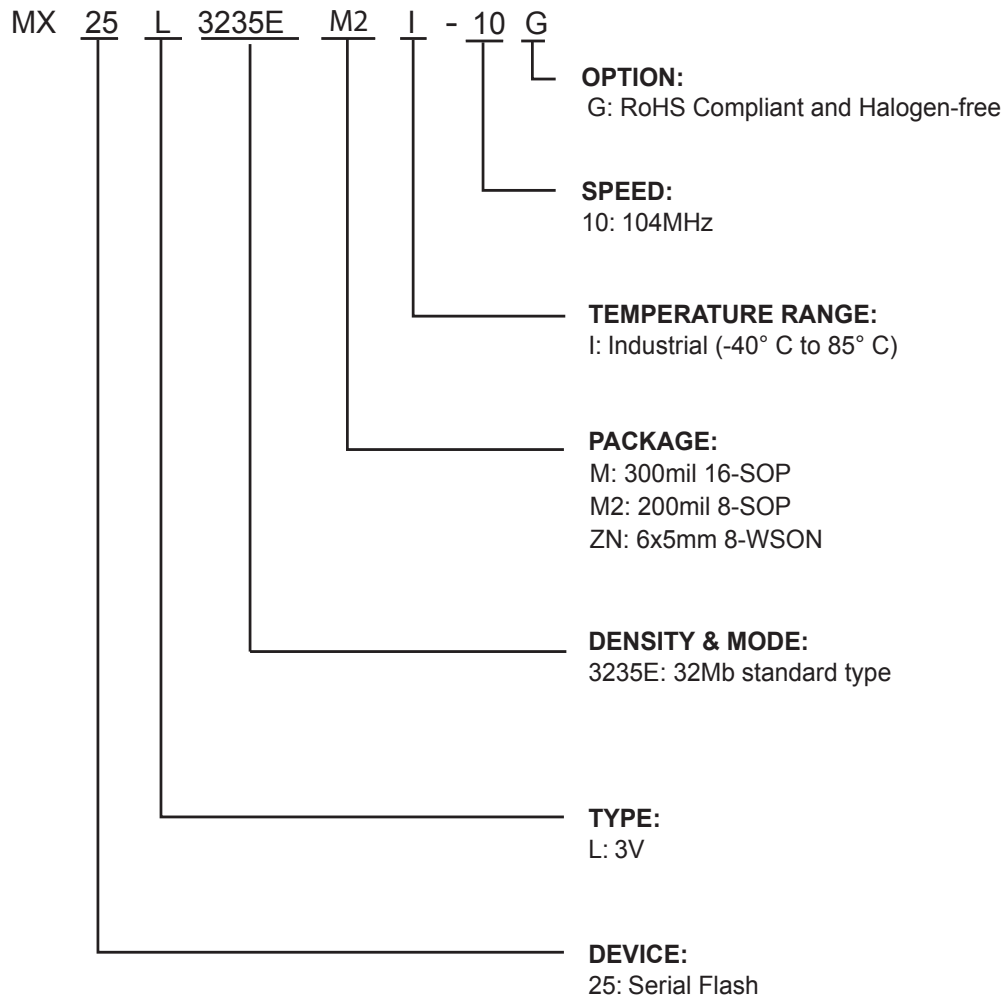 MX 25 L 3235E M2 I - 10 G
OPTION:
G: RoHS Compliant and Halogen-free
SPEED:
10: 104MHz
TEMPERATURE RANGE:
I: Industrial (-40° C to 85° C)
PACKAGE:
M: 300mil 16-SOP
M2: 200mil 8-SOP
ZN: 6x5mm 8-WSON
DENSITY & MODE:
3235E: 32Mb standard type
TYPE:
L: 3V
DEVICE:
25: Serial Flash